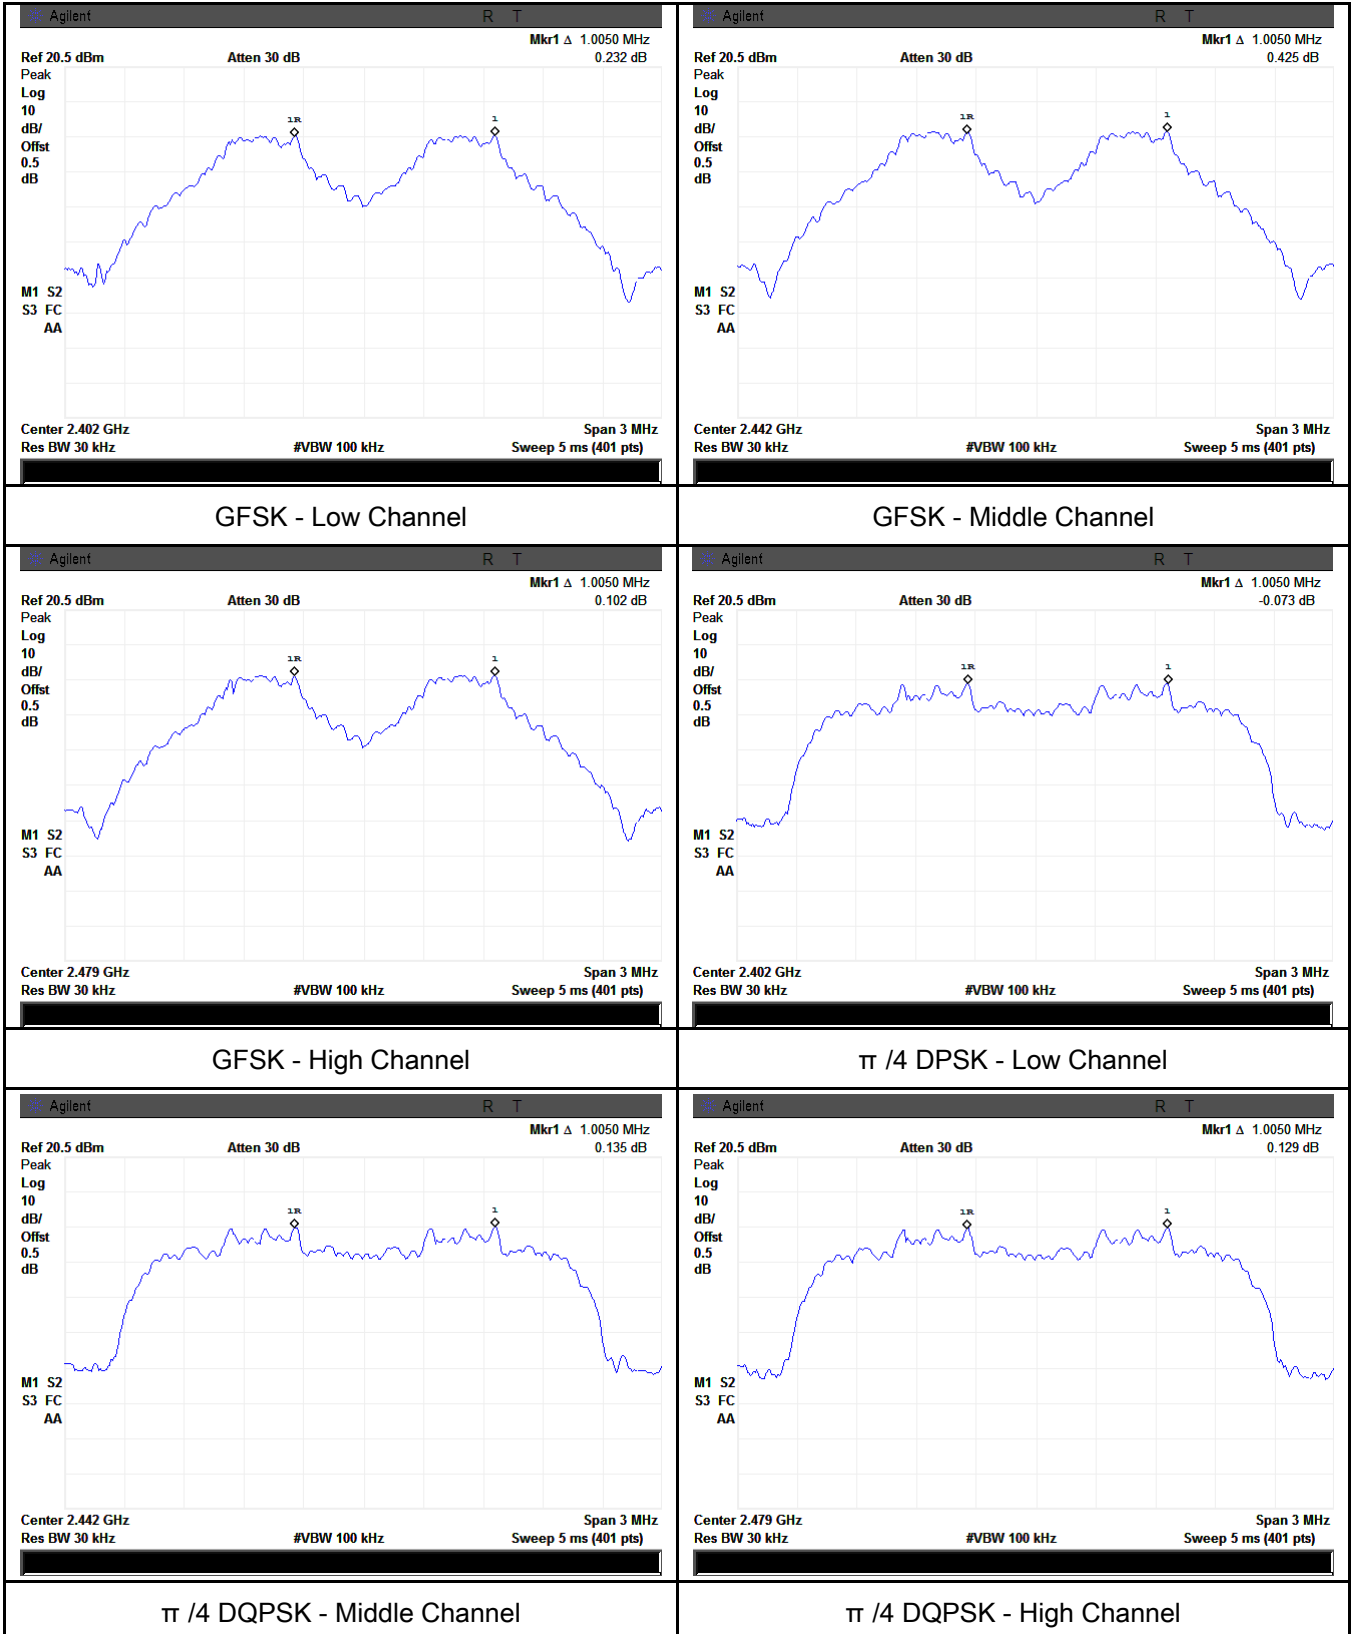 Agilent R T
Mkr1 Δ 1.0050 MHz
Ref 20.5 dBm Atten 30 dB 0.232 dB
Peak
Log
10
dB/
Offst
0.5
dB
1R 1
M1 S2
S3 FC
AA
Center 2.402 GHz Span 3 MHz
Res BW 30 kHz #VBW 100 kHz Sweep 5 ms (401 pts)
GFSK - Low Channel
Agilent R T
Mkr1 Δ 1.0050 MHz
Ref 20.5 dBm Atten 30 dB 0.425 dB
Peak
Log
10
dB/
Offst
0.5
dB
1R 1
M1 S2
S3 FC
AA
Center 2.442 GHz Span 3 MHz
Res BW 30 kHz #VBW 100 kHz Sweep 5 ms (401 pts)
GFSK - Middle Channel
Agilent R T
Mkr1 Δ 1.0050 MHz
Ref 20.5 dBm Atten 30 dB 0.102 dB
Peak
Log
10
dB/
Offst
0.5
dB
1R 1
M1 S2
S3 FC
AA
Center 2.479 GHz Span 3 MHz
Res BW 30 kHz #VBW 100 kHz Sweep 5 ms (401 pts)
GFSK - High Channel
Agilent R T
Mkr1 Δ 1.0050 MHz
Ref 20.5 dBm Atten 30 dB -0.073 dB
Peak
Log
10
dB/
Offst
0.5
dB
1R 1
M1 S2
S3 FC
AA
Center 2.402 GHz Span 3 MHz
Res BW 30 kHz #VBW 100 kHz Sweep 5 ms (401 pts)
π /4 DPSK - Low Channel
Agilent R T
Mkr1 Δ 1.0050 MHz
Ref 20.5 dBm Atten 30 dB 0.135 dB
Peak
Log
10
dB/
Offst
0.5
dB
1R 1
M1 S2
S3 FC
AA
Center 2.442 GHz Span 3 MHz
Res BW 30 kHz #VBW 100 kHz Sweep 5 ms (401 pts)
π /4 DQPSK - Middle Channel
Agilent R T
Mkr1 Δ 1.0050 MHz
Ref 20.5 dBm Atten 30 dB 0.129 dB
Peak
Log
10
dB/
Offst
0.5
dB
1R 1
M1 S2
S3 FC
AA
Center 2.479 GHz Span 3 MHz
Res BW 30 kHz #VBW 100 kHz Sweep 5 ms (401 pts)
π /4 DQPSK - High Channel